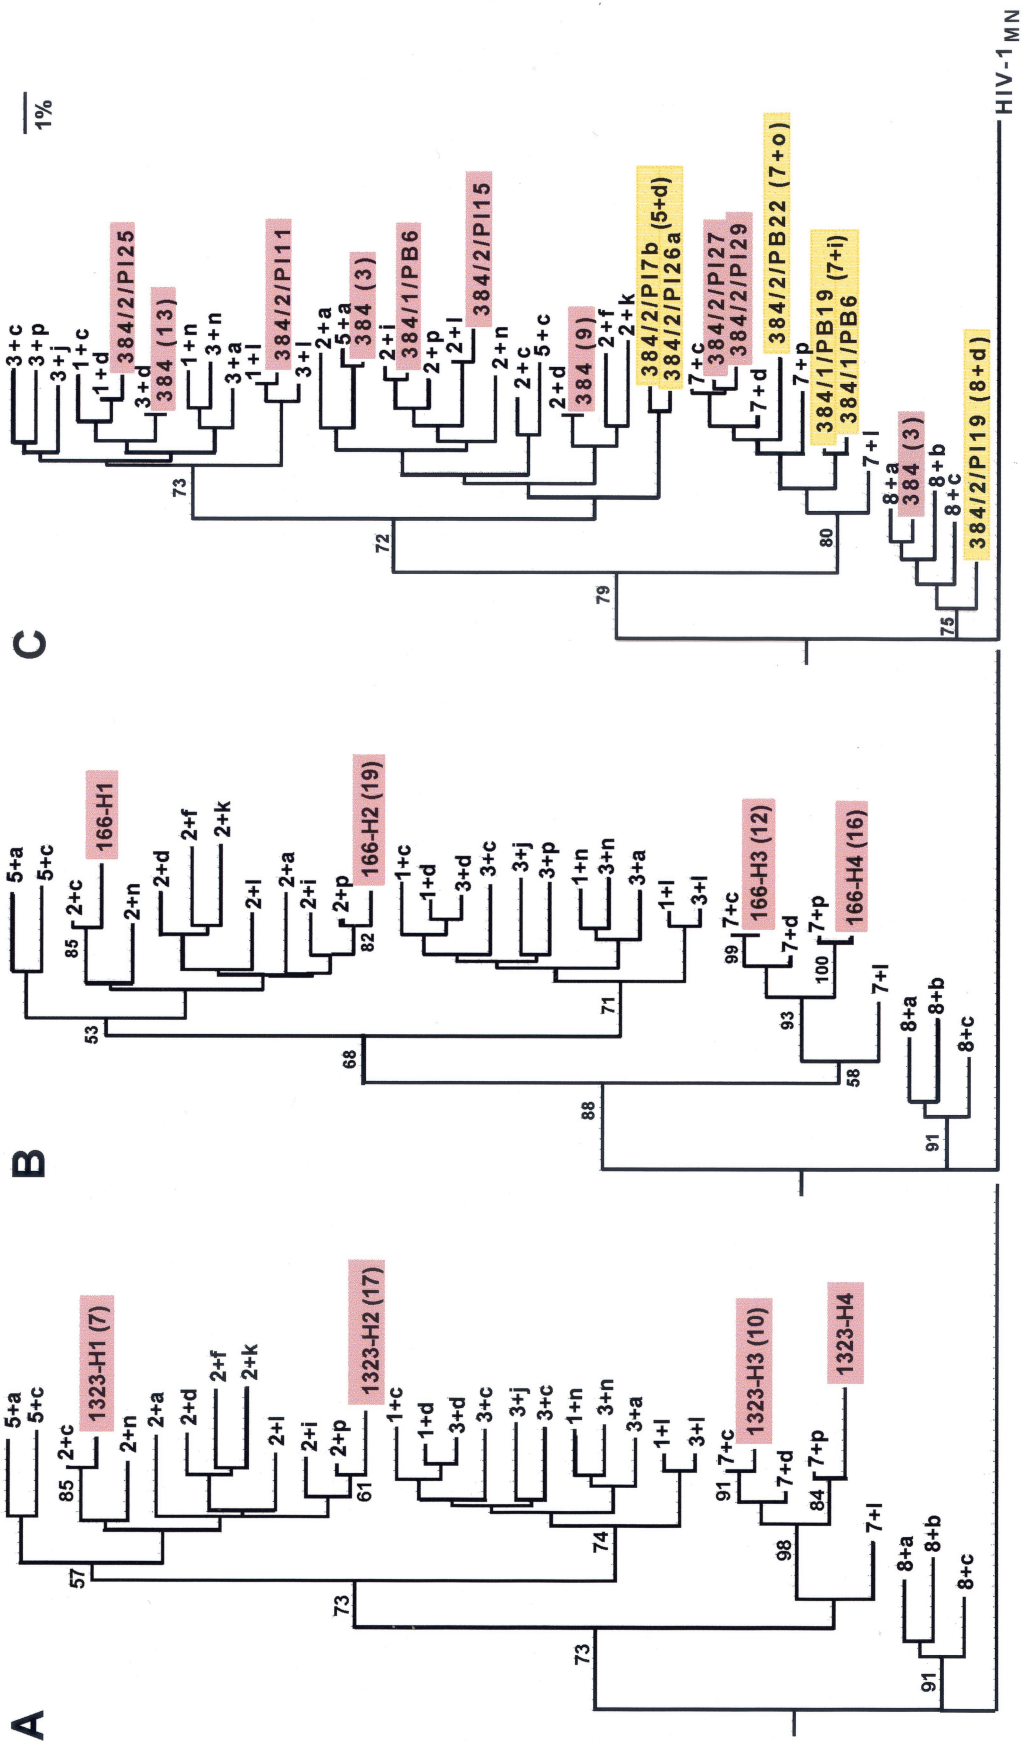 A
5+a
5+c
2+c
85
1323-H1 (7)
2+n
57
2+a
2+d
2+f
2+k
2+l
2+i
2+p
61
1323-H2 (17)
73
1+c
1+d
3+d
3+c
3+j
3+c
1+n
3+n
3+a
74
1+l
3+l
73
7+c
91
1323-H3 (10)
7+d
98
7+p
84
1323-H4
7+l
8+a
8+b
91
8+c
B
5+a
5+c
2+c
85
166-H1
2+n
53
2+d
2+f
2+k
2+l
2+a
2+i
2+p
82
166-H2 (19)
68
1+c
1+d
3+d
3+c
3+j
3+p
1+n
3+n
3+a
71
1+l
3+l
88
7+c
99
166-H3 (12)
7+d
93
7+p
100
166-H4 (16)
7+l
58
8+a
8+b
91
8+c
C
1%
3+c
3+p
3+j
1+c
1+d
384/2/PI25
3+d
384 (13)
73
1+n
3+n
3+a
1+l
384/2/PI11
3+l
2+a
5+a
384 (3)
72
2+i
384/1/PB6
2+p
2+l
384/2/PI15
2+n
2+c
5+c
2+d
384 (9)
79
2+f
2+k
384/2/PI7b (5+d)
384/2/PI26a
7+c
384/2/PI27
384/2/PI29
7+d
384/2/PB22 (7+o)
7+p
80
384/1/PB19 (7+i)
384/1/PB6
7+l
8+a
384 (3)
8+b
8+c
75
384/2/PI19 (8+d)
HIV-1MN